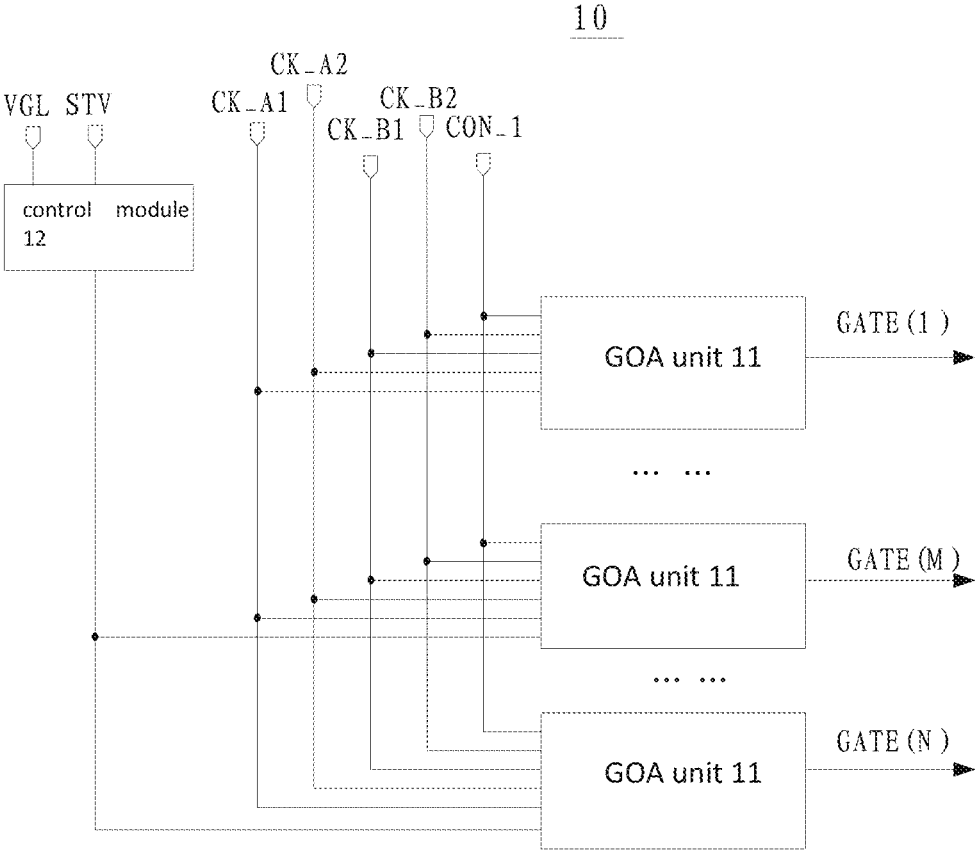 10
CK_A2
VGL STV
CK_A1
CK_B2
CK_B1
CON_1
control module
12
GATE(1)
GOA unit 11
... ...
GATE(M)
GOA unit 11
... ...
GATE(N)
GOA unit 11